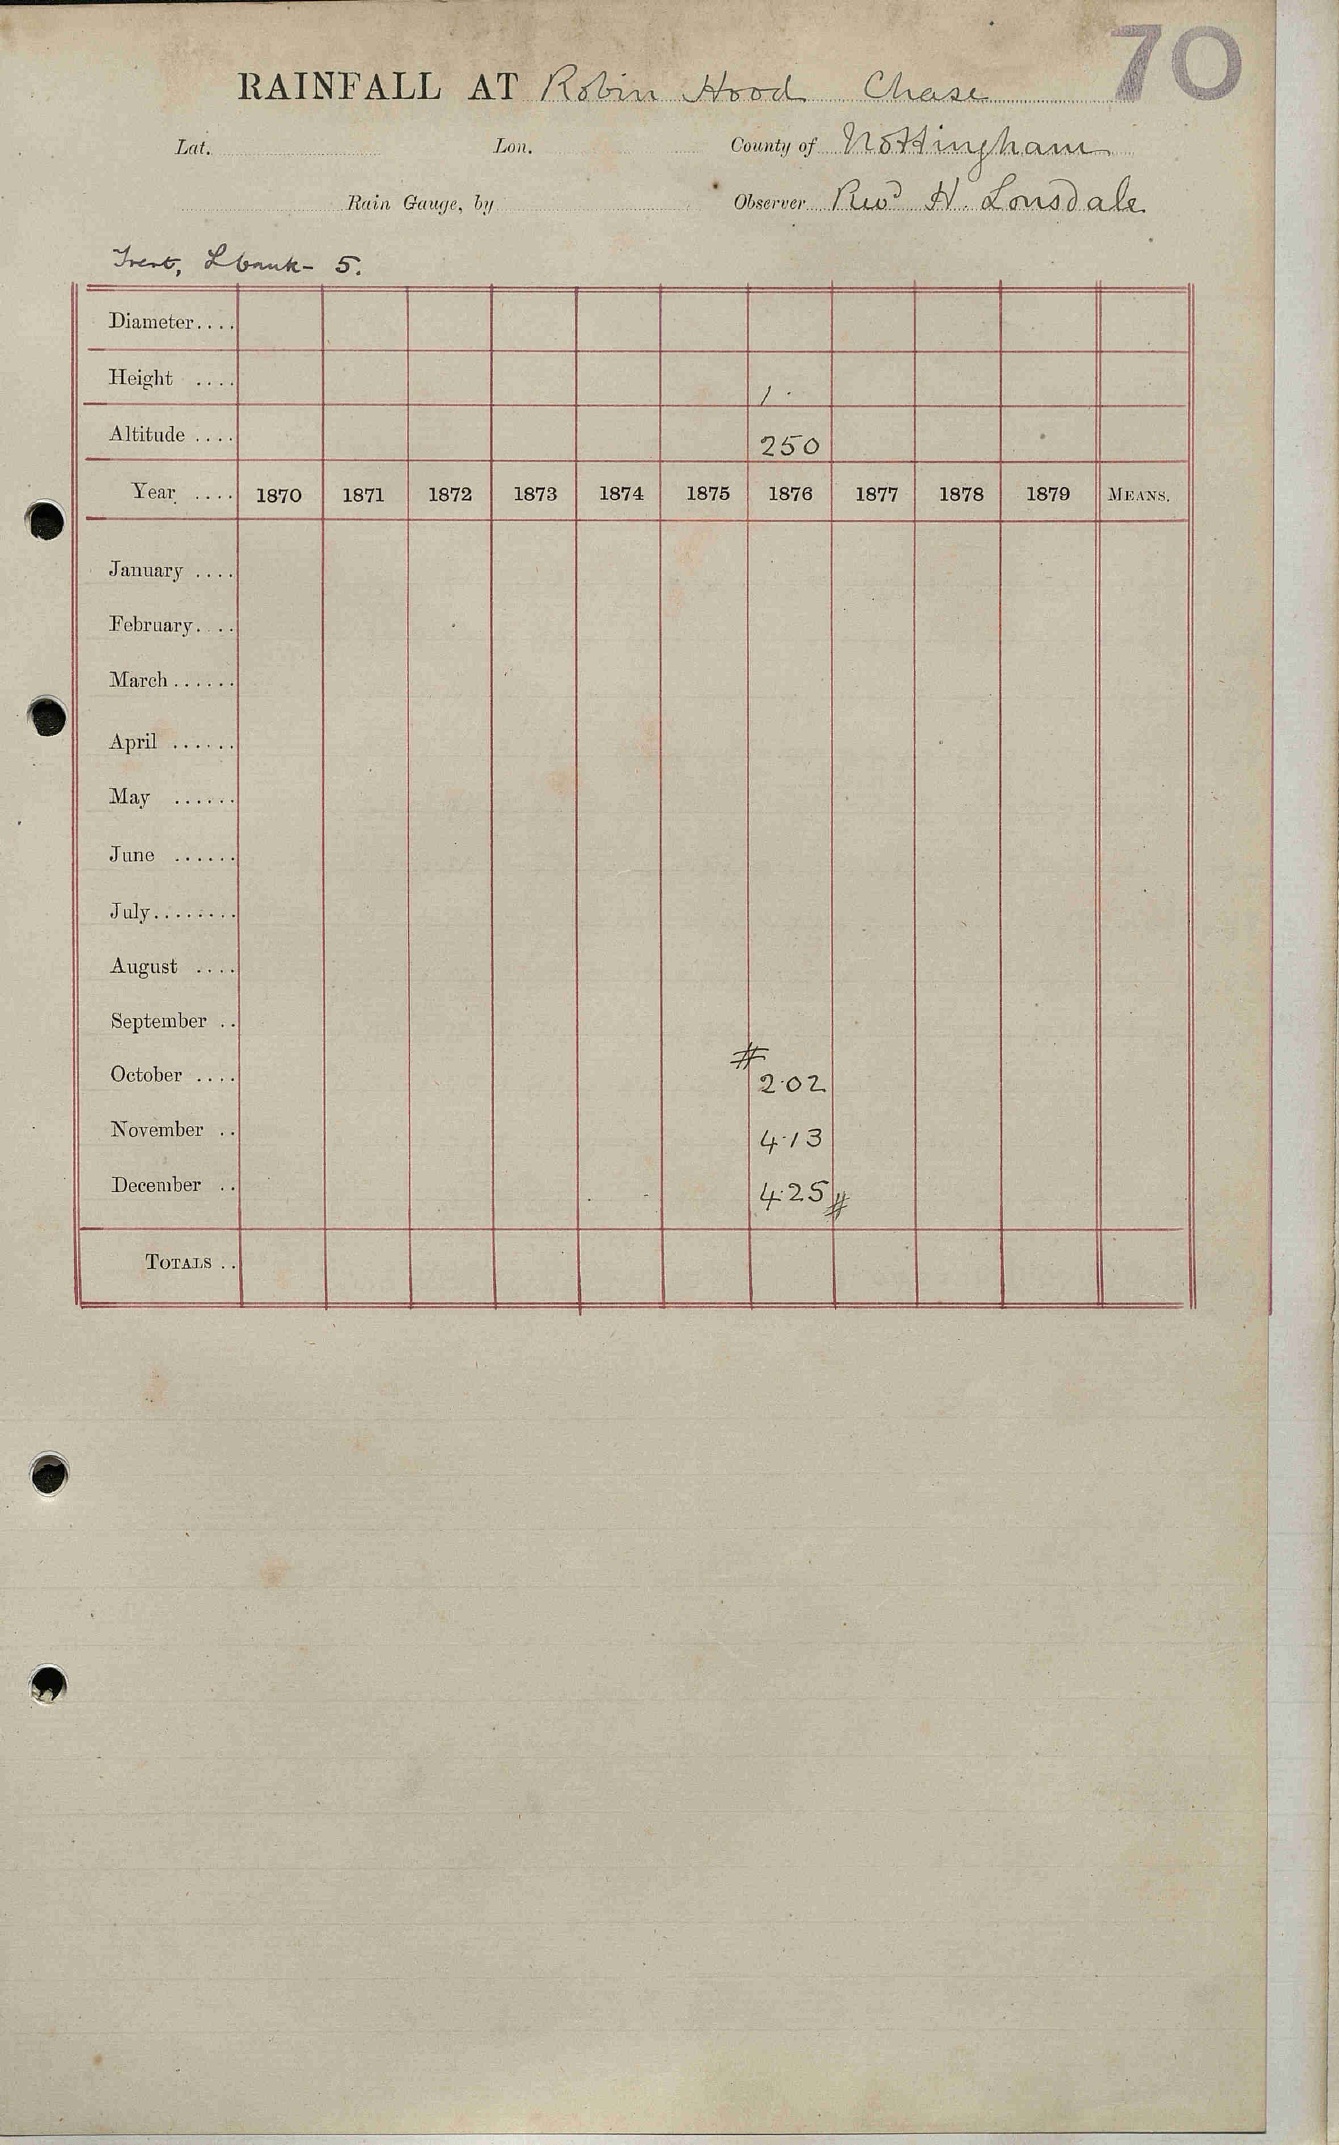 70
RAINFALL AT Robin Hood Chase
Lat. Lon. County of Nottingham
Rain Gauge, by Observer Revd H. Lonsdale
Trent, L bank - 5.
Diameter....
Height .... 1.
Altitude .... 250
Year .... 1870 1871 1872 1873 1874 1875 1876 1877 1878 1879 MEANS.
January ....
February....
March......
April ......
May ......
June ......
July........
August ....
September ..
#
October .... 2.02
November .. 4.13
December .. 4.25 #
TOTALS ..